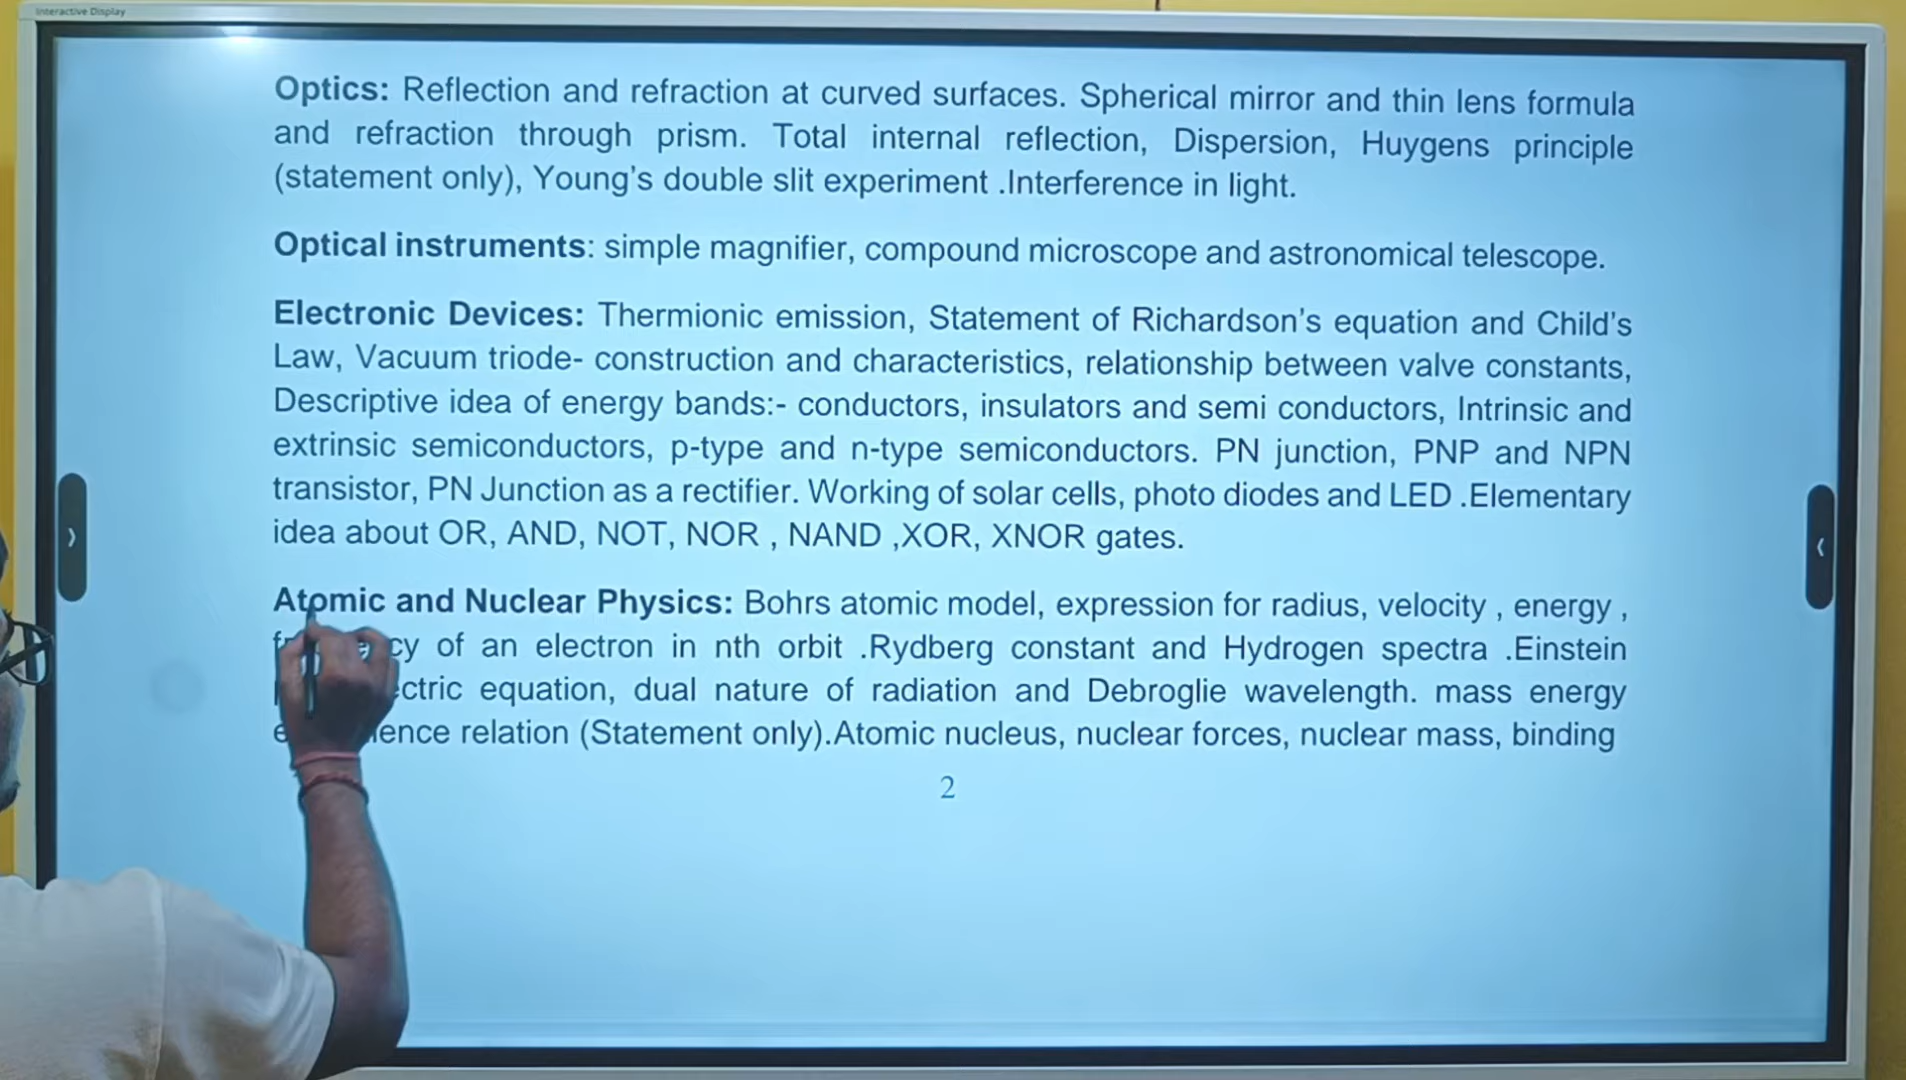 Interactive Display
Optics: Reflection and refraction at curved surfaces. Spherical mirror and thin lens formula
and refraction through prism. Total internal reflection, Dispersion, Huygens principle
(statement only), Young's double slit experiment .Interference in light.
Optical instruments: simple magnifier, compound microscope and astronomical telescope.
Electronic Devices: Thermionic emission, Statement of Richardson's equation and Child's
Law, Vacuum triode- construction and characteristics, relationship between valve constants,
Descriptive idea of energy bands:- conductors, insulators and semi conductors, Intrinsic and
extrinsic semiconductors, p-type and n-type semiconductors. PN junction, PNP and NPN
transistor, PN Junction as a rectifier. Working of solar cells, photo diodes and LED .Elementary
idea about OR, AND, NOT, NOR , NAND ,XOR, XNOR gates.
Atomic and Nuclear Physics: Bohrs atomic model, expression for radius, velocity , energy ,
of an electron in nth orbit .Rydberg constant and Hydrogen spectra .Einstein
equation, dual nature of radiation and Debroglie wavelength. mass energy
relation (Statement only).Atomic nucleus, nuclear forces, nuclear mass, binding
2